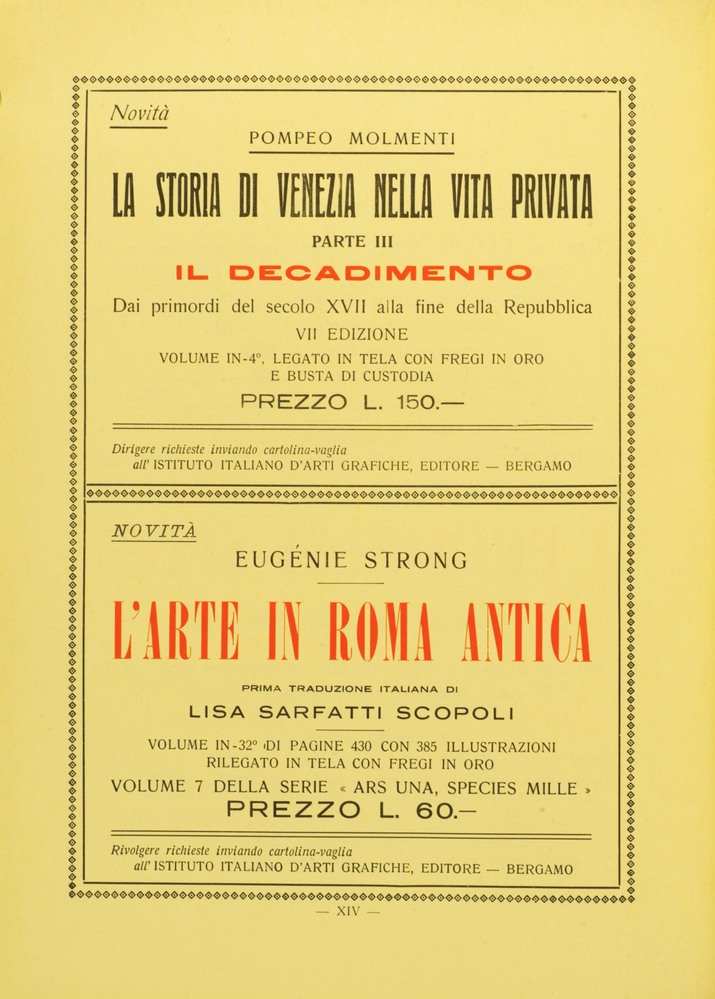 Novità
POMPEO MOLMENTI
LA STORIA DI VENEZIA NELLA VITA PRIVATA
PARTE III
IL DECADIMENTO
Dai primordi del secolo XVII alla fine della Repubblica
VII EDIZIONE
VOLUME IN-4º, LEGATO IN TELA CON FREGI IN ORO
E BUSTA DI CUSTODIA
PREZZO L. 150.—
Dirigere richieste inviando cartolina-vaglia
all' ISTITUTO ITALIANO D'ARTI GRAFICHE, EDITORE — BERGAMO
NOVITÀ
EUGÉNIE STRONG
L'ARTE IN ROMA ANTICA
PRIMA TRADUZIONE ITALIANA DI
LISA SARFATTI SCOPOLI
VOLUME IN-32º DI PAGINE 430 CON 385 ILLUSTRAZIONI
RILEGATO IN TELA CON FREGI IN ORO
VOLUME 7 DELLA SERIE « ARS UNA, SPECIES MILLE »
PREZZO L. 60.—
Rivolgere richieste inviando cartolina-vaglia
all' ISTITUTO ITALIANO D'ARTI GRAFICHE, EDITORE — BERGAMO
— XIV —